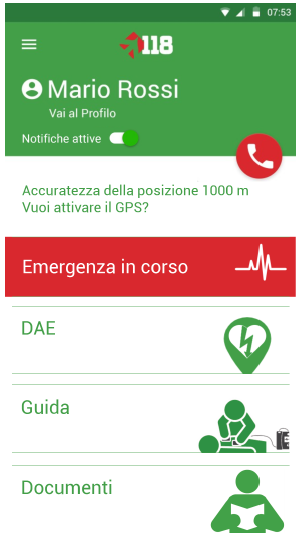 07:53
118
Mario Rossi
Vai al Profilo
Notifiche attive
Accuratezza della posizione 1000 m
Vuoi attivare il GPS?
Emergenza in corso
DAE
Guida
Documenti